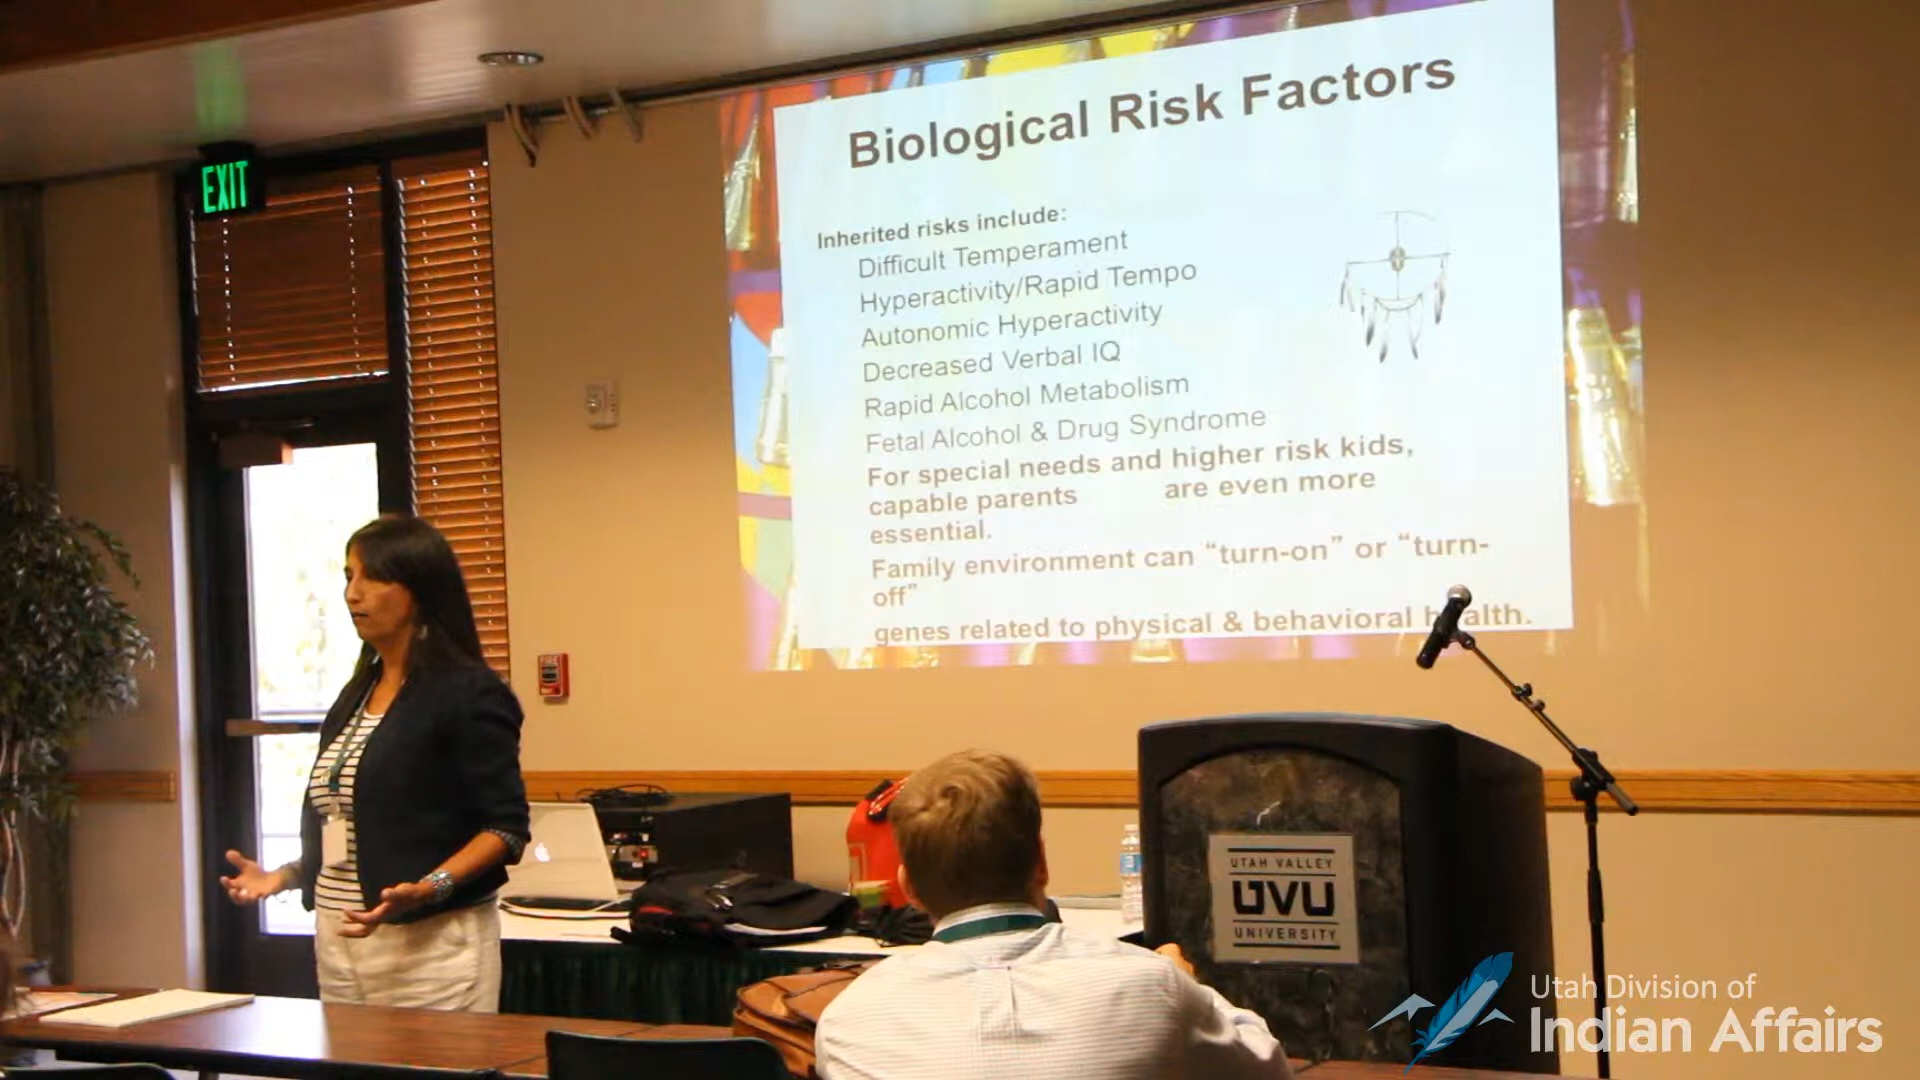 EXIT
Biological Risk Factors
Inherited risks include:
Difficult Temperament
Hyperactivity/Rapid Tempo
Autonomic Hyperactivity
Decreased Verbal IQ
Rapid Alcohol Metabolism
Fetal Alcohol & Drug Syndrome
For special needs and higher risk kids,
capable parents are even more
essential.
Family environment can “turn-on” or “turn-
off”
genes related to physical & behavioral health.
FIRE
UTAH VALLEY
UVU
UNIVERSITY
Utah Division of
Indian Affairs